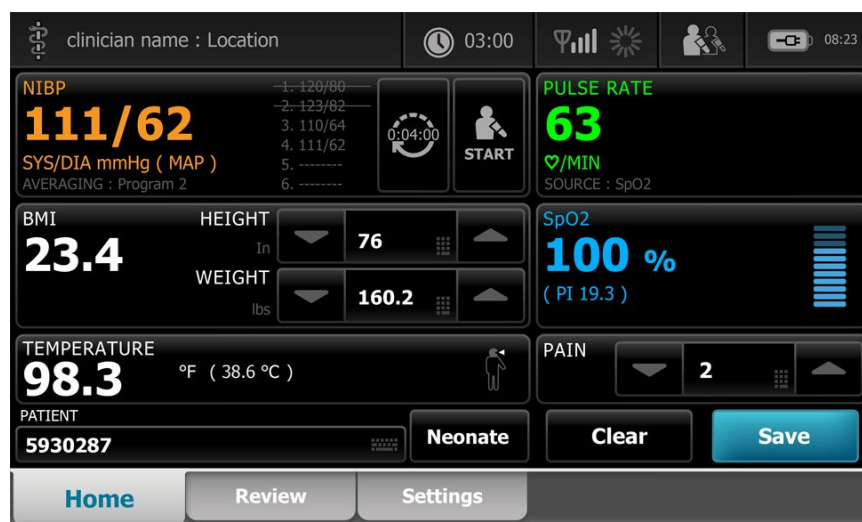 clinician name : Location
03:00
08:23
NIBP
111/62
SYS/DIA mmHg ( MAP )
AVERAGING : Program 2
1. 120/80
2. 123/82
3. 110/64
4. 111/62
5. --------
6. --------
0:04:00
START
PULSE RATE
63
♡/MIN
SOURCE : SpO2
BMI
23.4
HEIGHT
In
76
WEIGHT
lbs
160.2
SpO2
100 %
( PI 19.3 )
TEMPERATURE
98.3 °F ( 38.6 °C )
PAIN
2
PATIENT
5930287
Neonate
Clear
Save
Home
Review
Settings